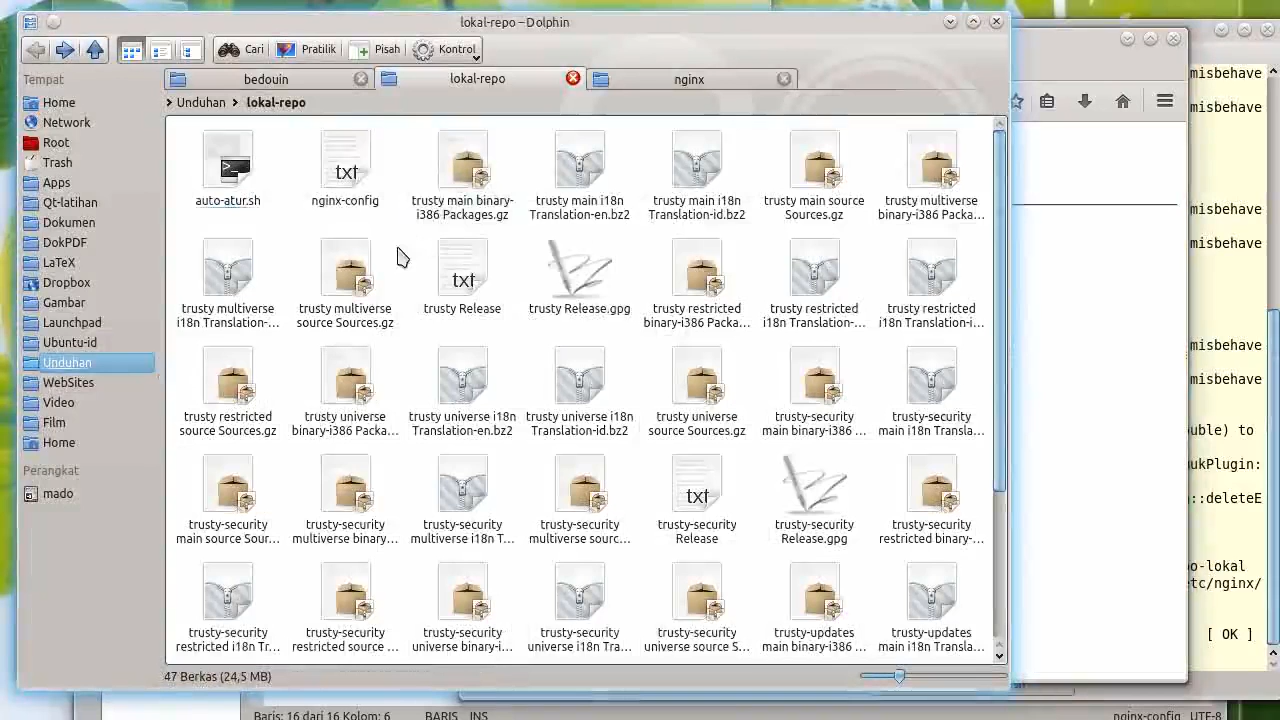 lokal-repo – Dolphin
Cari
Pratilik
Pisah
Kontrol
Tempat
bedouin
lokal-repo
nginx
Unduhan
lokal-repo
Home
Network
Root
Trash
Apps
Qt-latihan
Dokumen
DokPDF
LaTeX
Dropbox
Gambar
Launchpad
Ubuntu-id
Unduhan
WebSites
Video
Film
Home
Perangkat
mado
auto-atur.sh
nginx-config
trusty main binary-
i386 Packages.gz
trusty main i18n
Translation-en.bz2
trusty main i18n
Translation-id.bz2
trusty main source
Sources.gz
trusty multiverse
binary-i386 Packa...
trusty multiverse
i18n Translation-...
trusty multiverse
source Sources.gz
trusty Release
trusty Release.gpg
trusty restricted
binary-i386 Packa...
trusty restricted
i18n Translation-...
trusty restricted
i18n Translation-i...
trusty restricted
source Sources.gz
trusty universe
binary-i386 Packa...
trusty universe i18n
Translation-en.bz2
trusty universe i18n
Translation-id.bz2
trusty universe
source Sources.gz
trusty-security
main binary-i386 ...
trusty-security
main i18n Transla...
trusty-security
main source Sour...
trusty-security
multiverse binary...
trusty-security
multiverse i18n T...
trusty-security
multiverse sourc...
trusty-security
Release
trusty-security
Release.gpg
trusty-security
restricted binary-...
trusty-security
restricted i18n Tr...
trusty-security
restricted source ...
trusty-security
universe binary-i...
trusty-security
universe i18n Tra...
trusty-security
universe source S...
trusty-updates
main binary-i386 ...
trusty-updates
main i18n Transla...
txt
txt
txt
47 Berkas (24,5 MB)
misbehave
misbehave
misbehave
misbehave
misbehave
misbehave
uble) to
gukPlugin:
::deleteE
po-lokal
etc/nginx/
[ OK ]
Baris: 16 dari 16 Kolom: 6
BARIS
INS
nginx-config
UTF-8